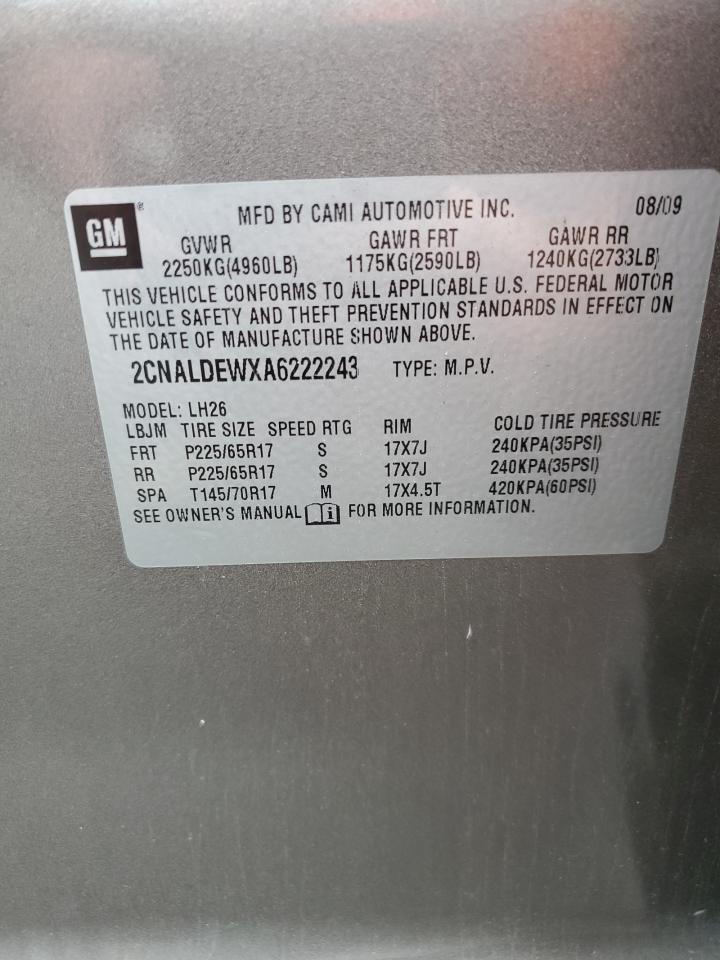 GM®
MFD BY CAMI AUTOMOTIVE INC. 08/09
GVWR GAWR FRT GAWR RR
2250KG(4960LB) 1175KG(2590LB) 1240KG(2733LB)
THIS VEHICLE CONFORMS TO ALL APPLICABLE U.S. FEDERAL MOTOR
VEHICLE SAFETY AND THEFT PREVENTION STANDARDS IN EFFECT ON
THE DATE OF MANUFACTURE SHOWN ABOVE.
2CNALDEWXA6222243 TYPE: M.P.V.
MODEL: LH26
LBJM TIRE SIZE SPEED RTG RIM COLD TIRE PRESSURE
FRT P225/65R17 S 17X7J 240KPA(35PSI)
RR P225/65R17 S 17X7J 240KPA(35PSI)
SPA T145/70R17 M 17X4.5T 420KPA(60PSI)
SEE OWNER'S MANUAL i FOR MORE INFORMATION.